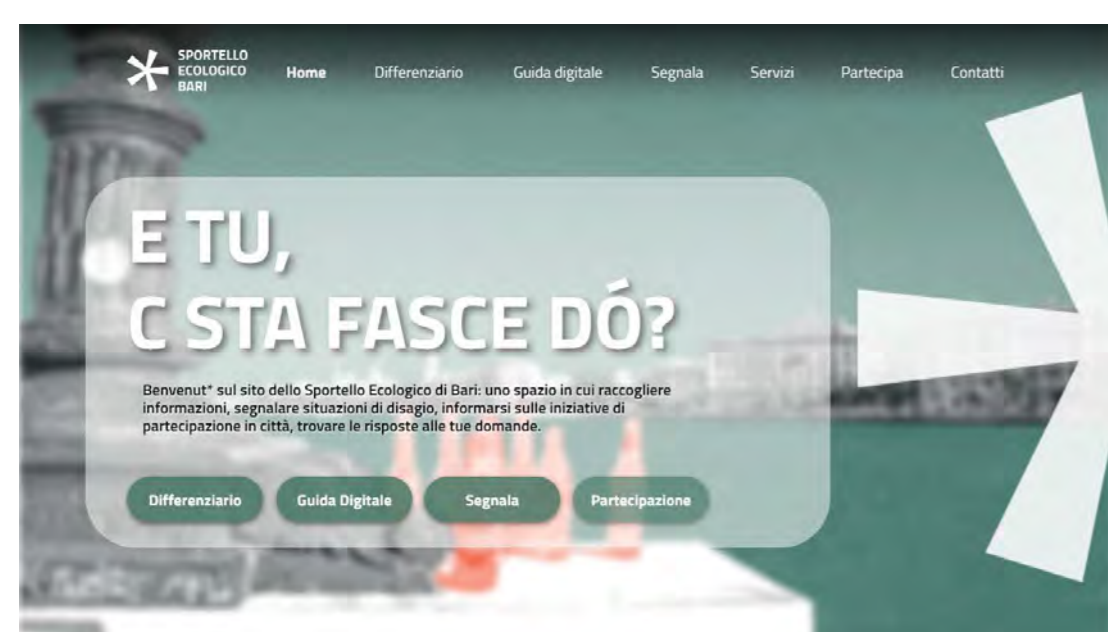 SPORTELLO
ECOLOGICO
BARI
Home Differenziario Guida digitale Segnala Servizi Partecipa Contatti
E TU,
C STA FASCE DÓ?
Benvenut* sul sito dello Sportello Ecologico di Bari: uno spazio in cui raccogliere
informazioni, segnalare situazioni di disagio, informarsi sulle iniziative di
partecipazione in città, trovare le risposte alle tue domande.
Differenziario Guida Digitale Segnala Partecipazione